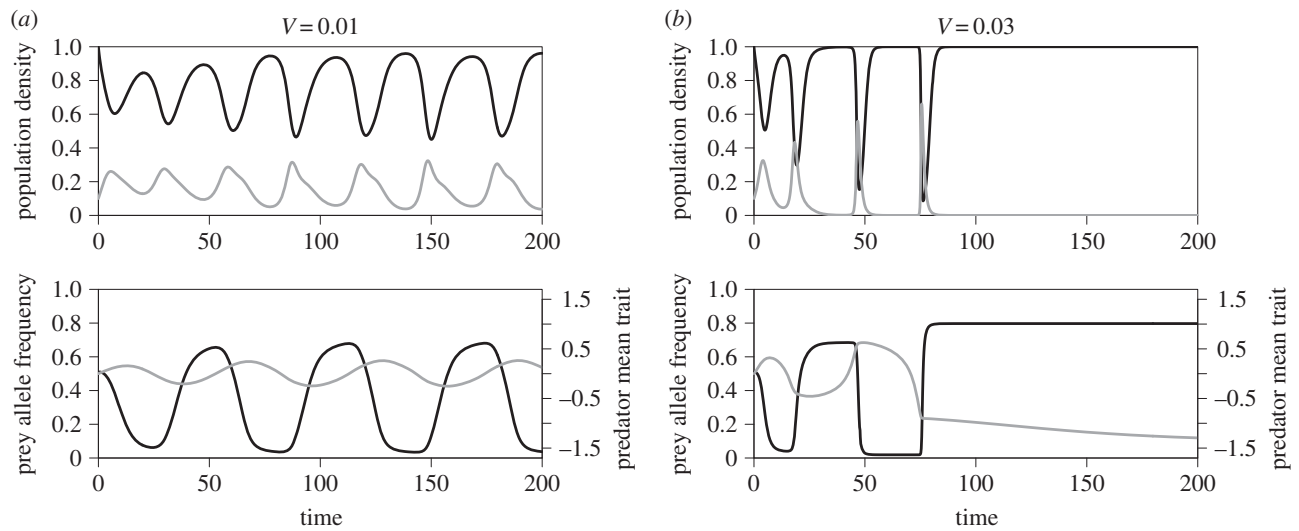 (a)
V = 0.01
population density
1.0
0.8
0.6
0.4
0.2
0
0 50 100 150 200
prey allele frequency
1.0
0.8
0.6
0.4
0.2
0
1.5
0.5
–0.5
–1.5
predator mean trait
0 50 100 150 200
time
(b)
V = 0.03
population density
1.0
0.8
0.6
0.4
0.2
0
0 50 100 150 200
prey allele frequency
1.0
0.8
0.6
0.4
0.2
0
1.5
0.5
–0.5
–1.5
predator mean trait
0 50 100 150 200
time